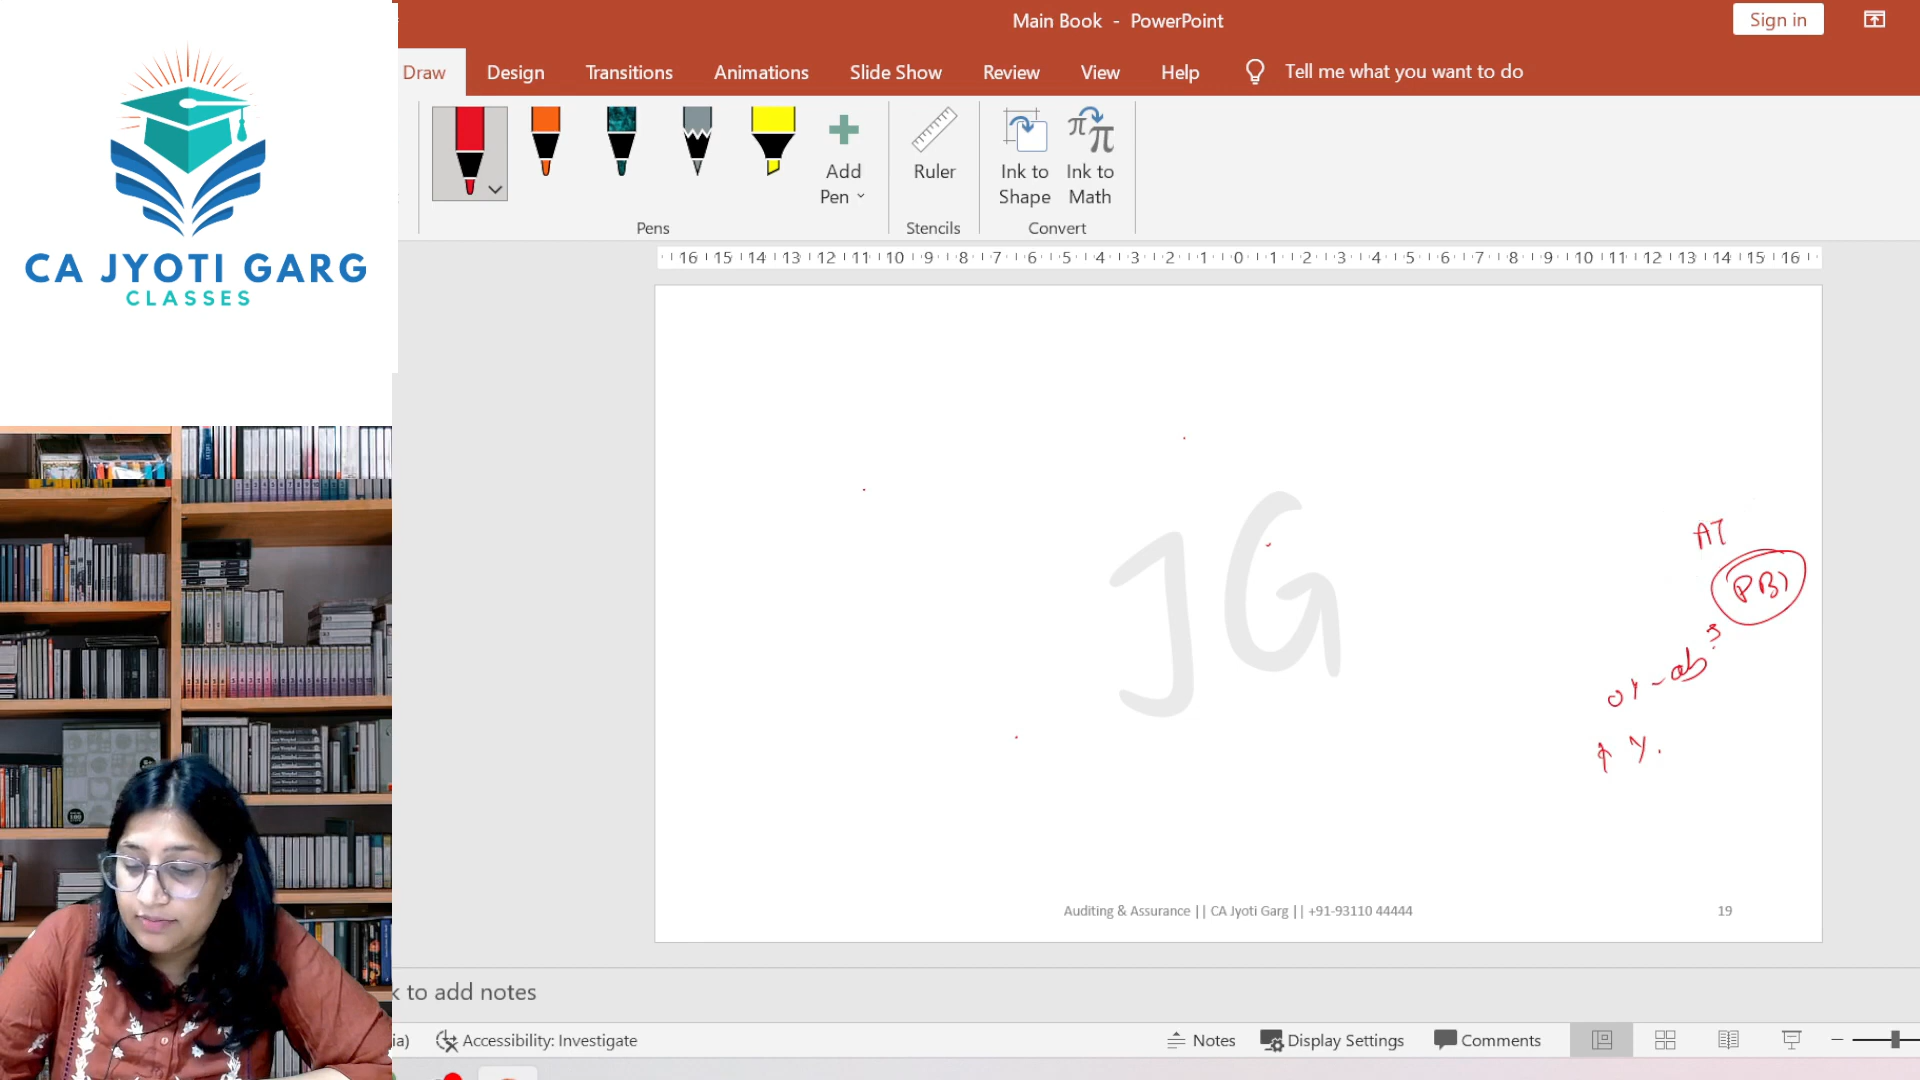 Main Book - PowerPoint
Sign in
Draw Design Transitions Animations Slide Show Review View Help Tell me what you want to do
Add Pen
Ruler
Ink to Shape
Ink to Math
Pens
Stencils
Convert
16 15 14 13 12 11 10 9 8 7 6 5 4 3 2 1 0 1 2 3 4 5 6 7 8 9 10 11 12 13 14 15 16
CA JYOTI GARG
CLASSES
JG
AT
PBT
Auditing & Assurance || CA Jyoti Garg || +91-93110 44444
19
k to add notes
ia) Accessibility: Investigate
Notes Display Settings Comments